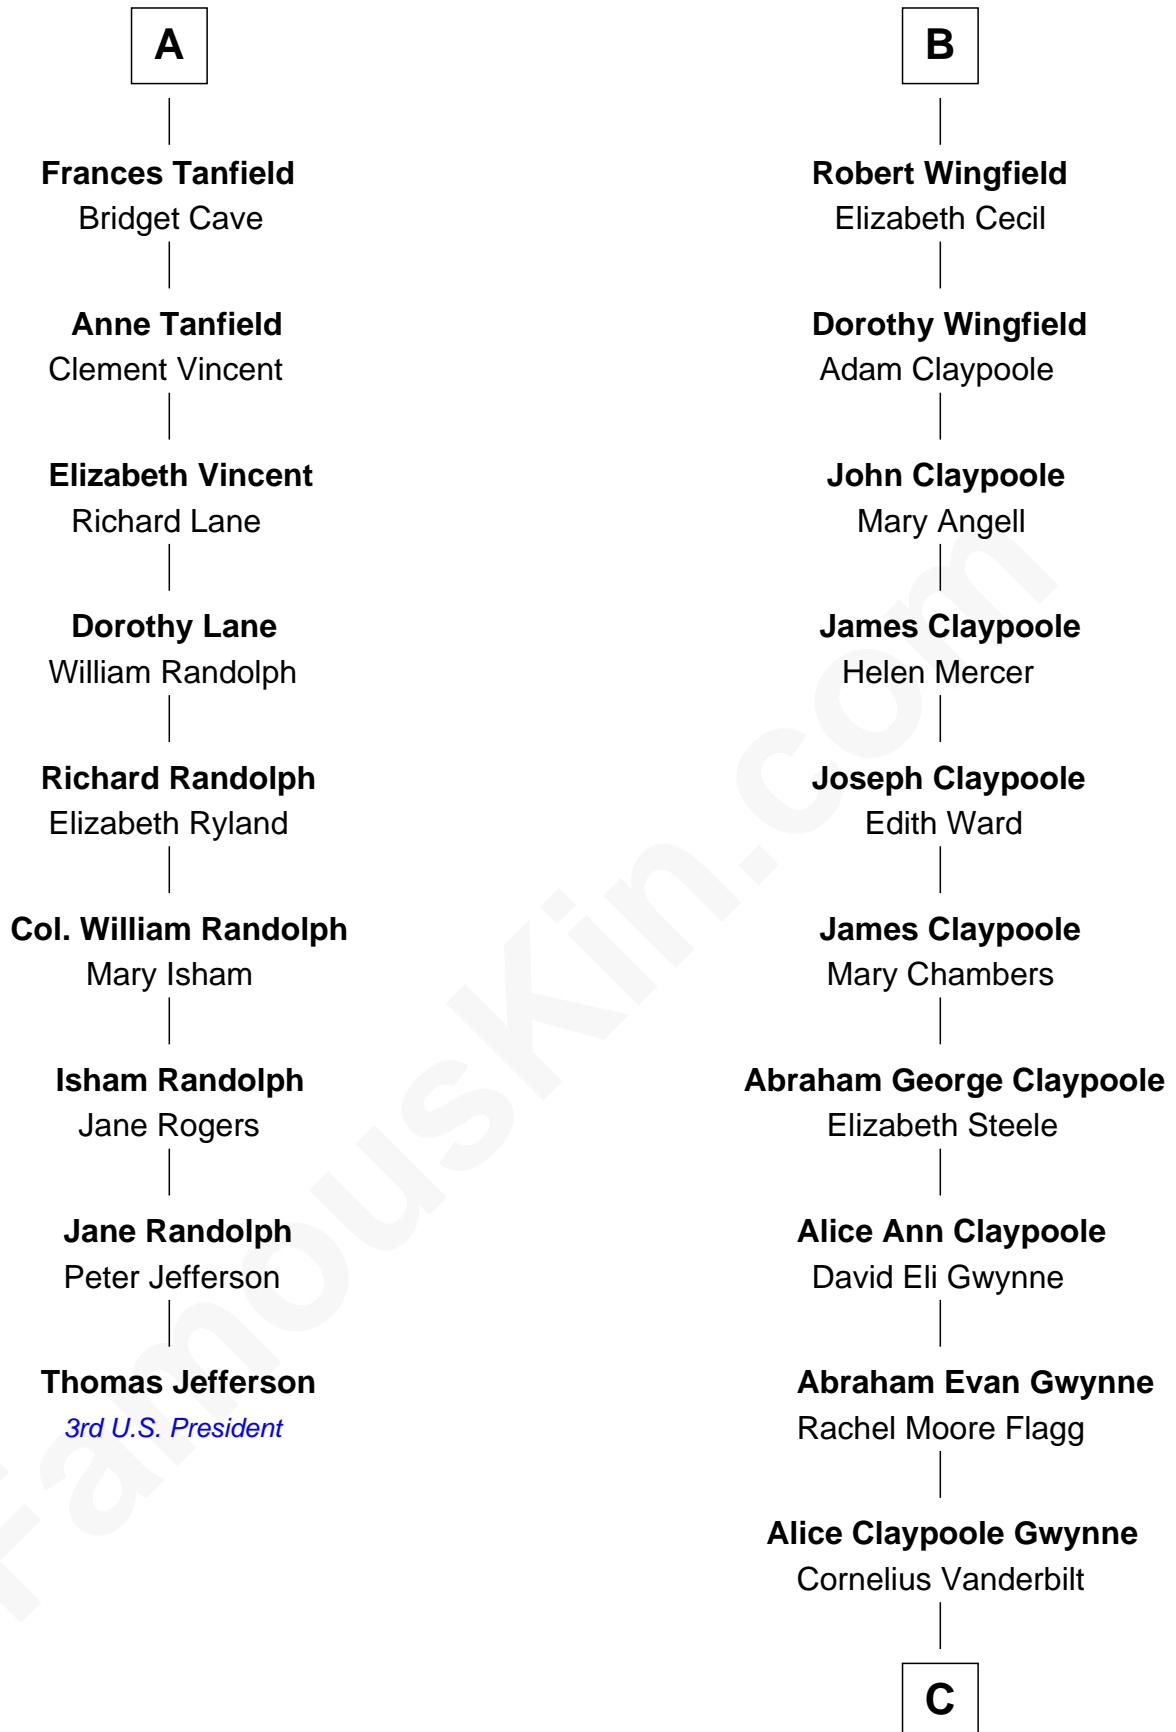 A
Frances Tanfield
Bridget Cave
Anne Tanfield
Clement Vincent
Elizabeth Vincent
Richard Lane
Dorothy Lane
William Randolph
Richard Randolph
Elizabeth Ryland
Col. William Randolph
Mary Isham
Isham Randolph
Jane Rogers
Jane Randolph
Peter Jefferson
Thomas Jefferson
3rd U.S. President
B
Robert Wingfield
Elizabeth Cecil
Dorothy Wingfield
Adam Claypoole
John Claypoole
Mary Angell
James Claypoole
Helen Mercer
Joseph Claypoole
Edith Ward
James Claypoole
Mary Chambers
Abraham George Claypoole
Elizabeth Steele
Alice Ann Claypoole
David Eli Gwynne
Abraham Evan Gwynne
Rachel Moore Flagg
Alice Claypoole Gwynne
Cornelius Vanderbilt
C
FamousKin.com